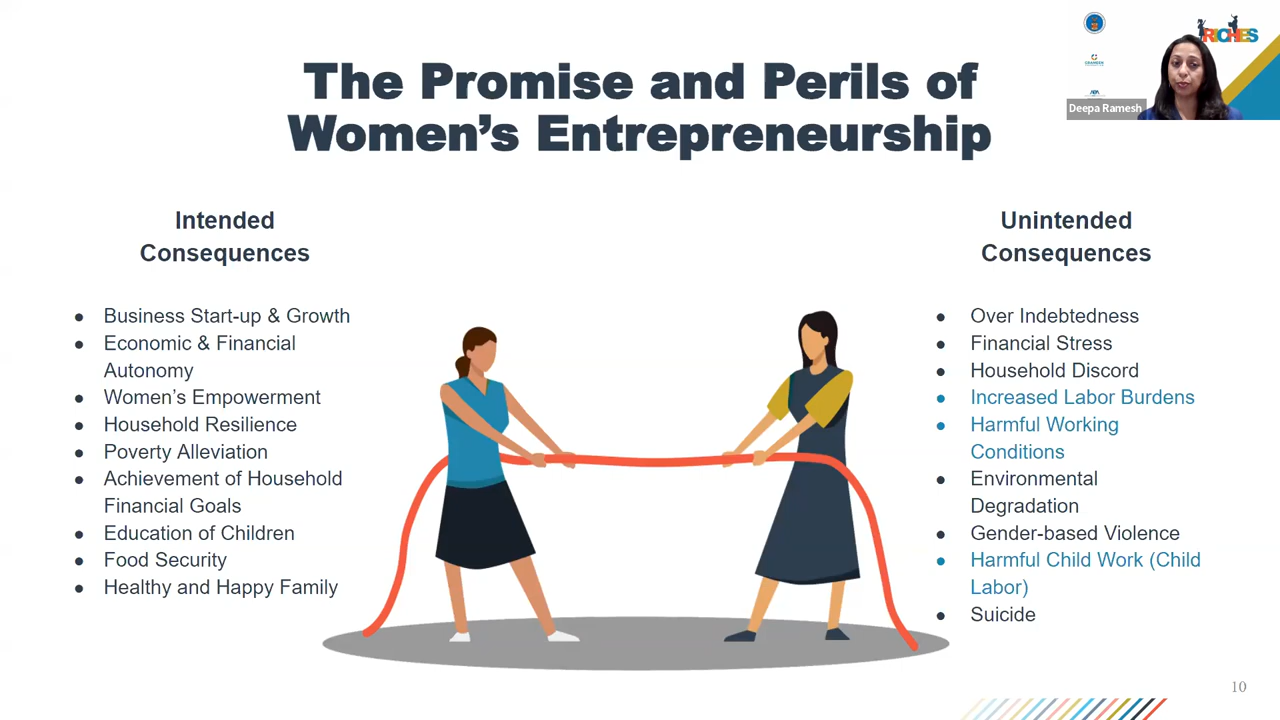 The Promise and Perils of
Women’s Entrepreneurship
RICHES
Deepa Ramesh
Intended
Consequences
● Business Start-up & Growth
● Economic & Financial
Autonomy
● Women’s Empowerment
● Household Resilience
● Poverty Alleviation
● Achievement of Household
Financial Goals
● Education of Children
● Food Security
● Healthy and Happy Family
Unintended
Consequences
● Over Indebtedness
● Financial Stress
● Household Discord
● Increased Labor Burdens
● Harmful Working
Conditions
● Environmental
Degradation
● Gender-based Violence
● Harmful Child Work (Child
Labor)
● Suicide
10